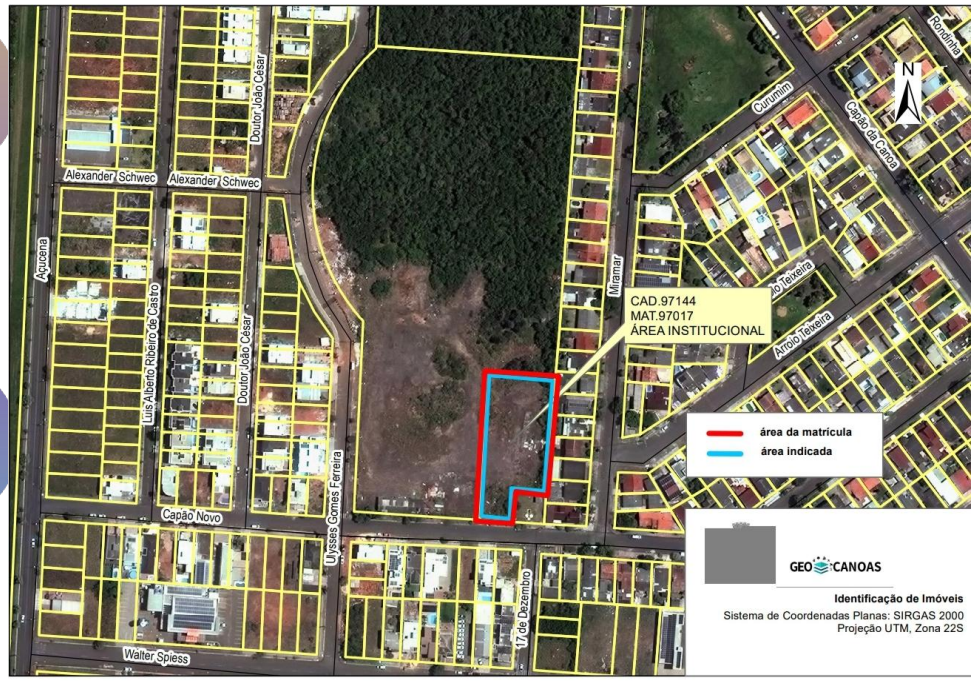 Rondinha
N
Doutor João César
Curumim
Capão da Canoa
Alexander Schwec
Alexander Schwec
Açucena
Luis Alberto Ribeiro de Castro
Doutor João César
Miramar
io Teixeira
Arroio Teixeira
CAD.97144
MAT.97017
ÁREA INSTITUCIONAL
área da matrícula
área indicada
Capão Novo
Ulysses Gomes Ferreira
17 de Dezembro
Walter Spiess
GEO CANOAS
Identificação de Imóveis
Sistema de Coordenadas Planas: SIRGAS 2000
Projeção UTM, Zona 22S